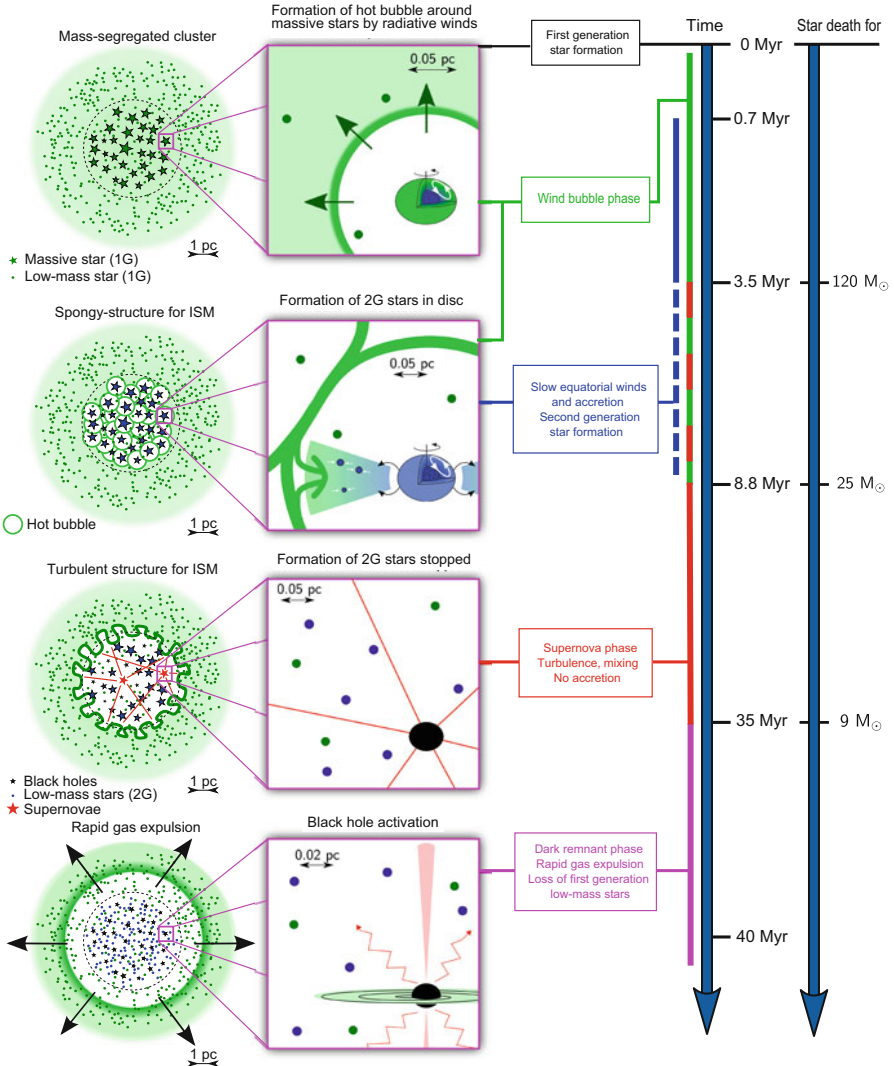 Formation of hot bubble around
massive stars by radiative winds
Mass-segregated cluster
0.05 pc
1 pc
Massive star (1G)
Low-mass star (1G)
First generation
star formation
Time
Star death for
0 Myr
0.7 Myr
Wind bubble phase
3.5 Myr
120 M☉
Spongy-structure for ISM
Formation of 2G stars in disc
0.05 pc
1 pc
Hot bubble
Slow equatorial winds
and accretion
Second generation
star formation
8.8 Myr
25 M☉
Turbulent structure for ISM
Formation of 2G stars stopped
0.05 pc
1 pc
Black holes
Low-mass stars (2G)
Supernovae
Supernova phase
Turbulence, mixing
No accretion
35 Myr
9 M☉
Rapid gas expulsion
Black hole activation
0.02 pc
1 pc
Dark remnant phase
Rapid gas expulsion
Loss of first generation
low-mass stars
40 Myr